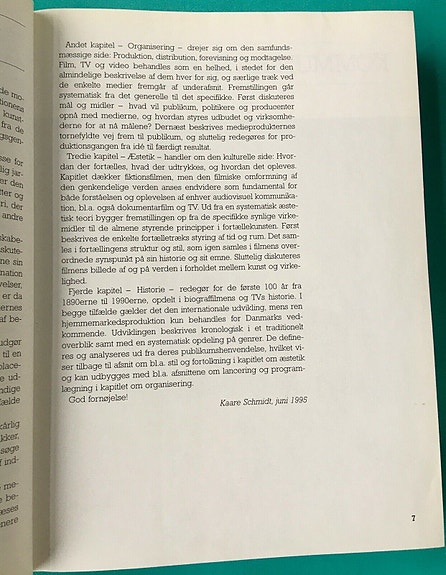 Andet kapitel – Organisering – drejer sig om den samfunds-
mæssige side: Produktion, distribution, forevisning og modtagelse.
Film, TV og video behandles som en helhed, i stedet for den
almindelige beskrivelse af dem hver for sig, og særlige træk ved
de enkelte medier fremgår af underafsnit. Fremstillingen går
systematisk fra det generelle til det specifikke. Først diskuteres
mål og midler – hvad vil publikum, politikere og producenter
opnå med medierne, og hvordan styres udbudet og virksomhe-
derne for at nå målene? Dernæst beskrives medieprodukternes
tornefyldte vej frem til publikum, og sluttelig redegøres for pro-
duktionsgangen fra idé til færdigt resultat.
Tredie kapitel – Æstetik – handler om den kulturelle side: Hvor-
dan der fortælles, hvad der udtrykkes, og hvordan det opleves.
Kapitlet dækker fiktionsfilmen, men den filmiske omformning af
den genkendelige verden anses endvidere som fundamental for
både forståelsen og oplevelsen af enhver audiovisuel kommunika-
tion, bl.a. også dokumentarfilm og TV. Ud fra en systematisk æste-
tisk teori bygger fremstillingen op fra de specifikke synlige virke-
midler til de almene styrende principper i fortællekunsten. Først
beskrives de enkelte fortælletræks styring af tid og rum. Det sam-
les i fortællingens struktur og stil, som igen samles i filmens over-
ordnede synspunkt på sin historie og sit emne. Sluttelig diskuteres
filmens billede af og på verden i forholdet mellem kunst og virke-
lighed.
Fjerde kapitel – Historie – redegør for de første 100 år fra
1890erne til 1990erne, opdelt i biograffilmens og TVs historie. I
begge tilfælde gælder det den internationale udvikling, mens ren
hjemmemarkedsproduktion kun behandles for Danmarks ved-
kommende. Udviklingen beskrives kronologisk i et traditionelt
overblik samt med en systematisk opdeling på genrer. De define-
res og analyseres ud fra deres publikumshenvendelse, hvilket vi-
ser tilbage til afsnit om bl.a. stil og fortolkning i kapitlet om æstetik
og kan udbygges med bl.a. afsnittene om lancering og program-
lægning i kapitlet om organisering.
God fornøjelse!
Kaare Schmidt, juni 1995
7